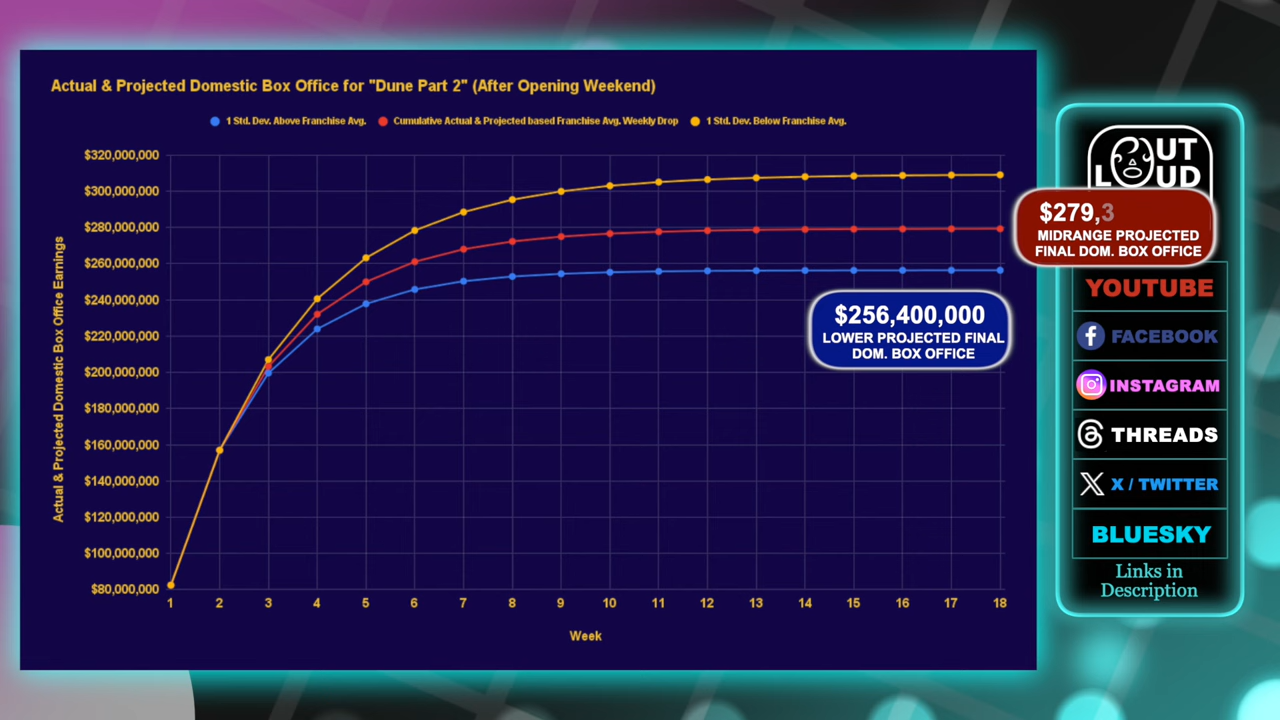 Actual & Projected Domestic Box Office for "Dune Part 2" (After Opening Weekend)
1 Std. Dev. Above Franchise Avg.
Cumulative Actual & Projected based Franchise Avg. Weekly Drop
1 Std. Dev. Below Franchise Avg.
Actual & Projected Domestic Box Office Earnings
$320,000,000
$300,000,000
$280,000,000
$260,000,000
$240,000,000
$220,000,000
$200,000,000
$180,000,000
$160,000,000
$140,000,000
$120,000,000
$100,000,000
$80,000,000
1 2 3 4 5 6 7 8 9 10 11 12 13 14 15 16 17 18
Week
$256,400,000
LOWER PROJECTED FINAL
DOM. BOX OFFICE
OUT
LOUD
$279,3
MIDRANGE PROJECTED
FINAL DOM. BOX OFFICE
YOUTUBE
FACEBOOK
INSTAGRAM
THREADS
X / TWITTER
BLUESKY
Links in
Description